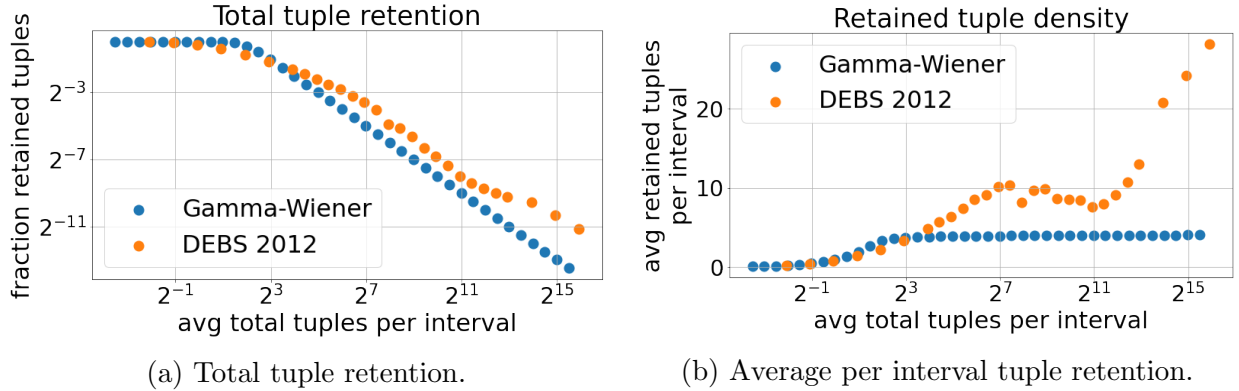 Total tuple retention
fraction retained tuples
2^-3
2^-7
2^-11
Gamma-Wiener
DEBS 2012
2^-1
2^3
2^7
2^11
2^15
avg total tuples per interval
(a) Total tuple retention.
Retained tuple density
avg retained tuples
per interval
20
10
0
Gamma-Wiener
DEBS 2012
2^-1
2^3
2^7
2^11
2^15
avg total tuples per interval
(b) Average per interval tuple retention.